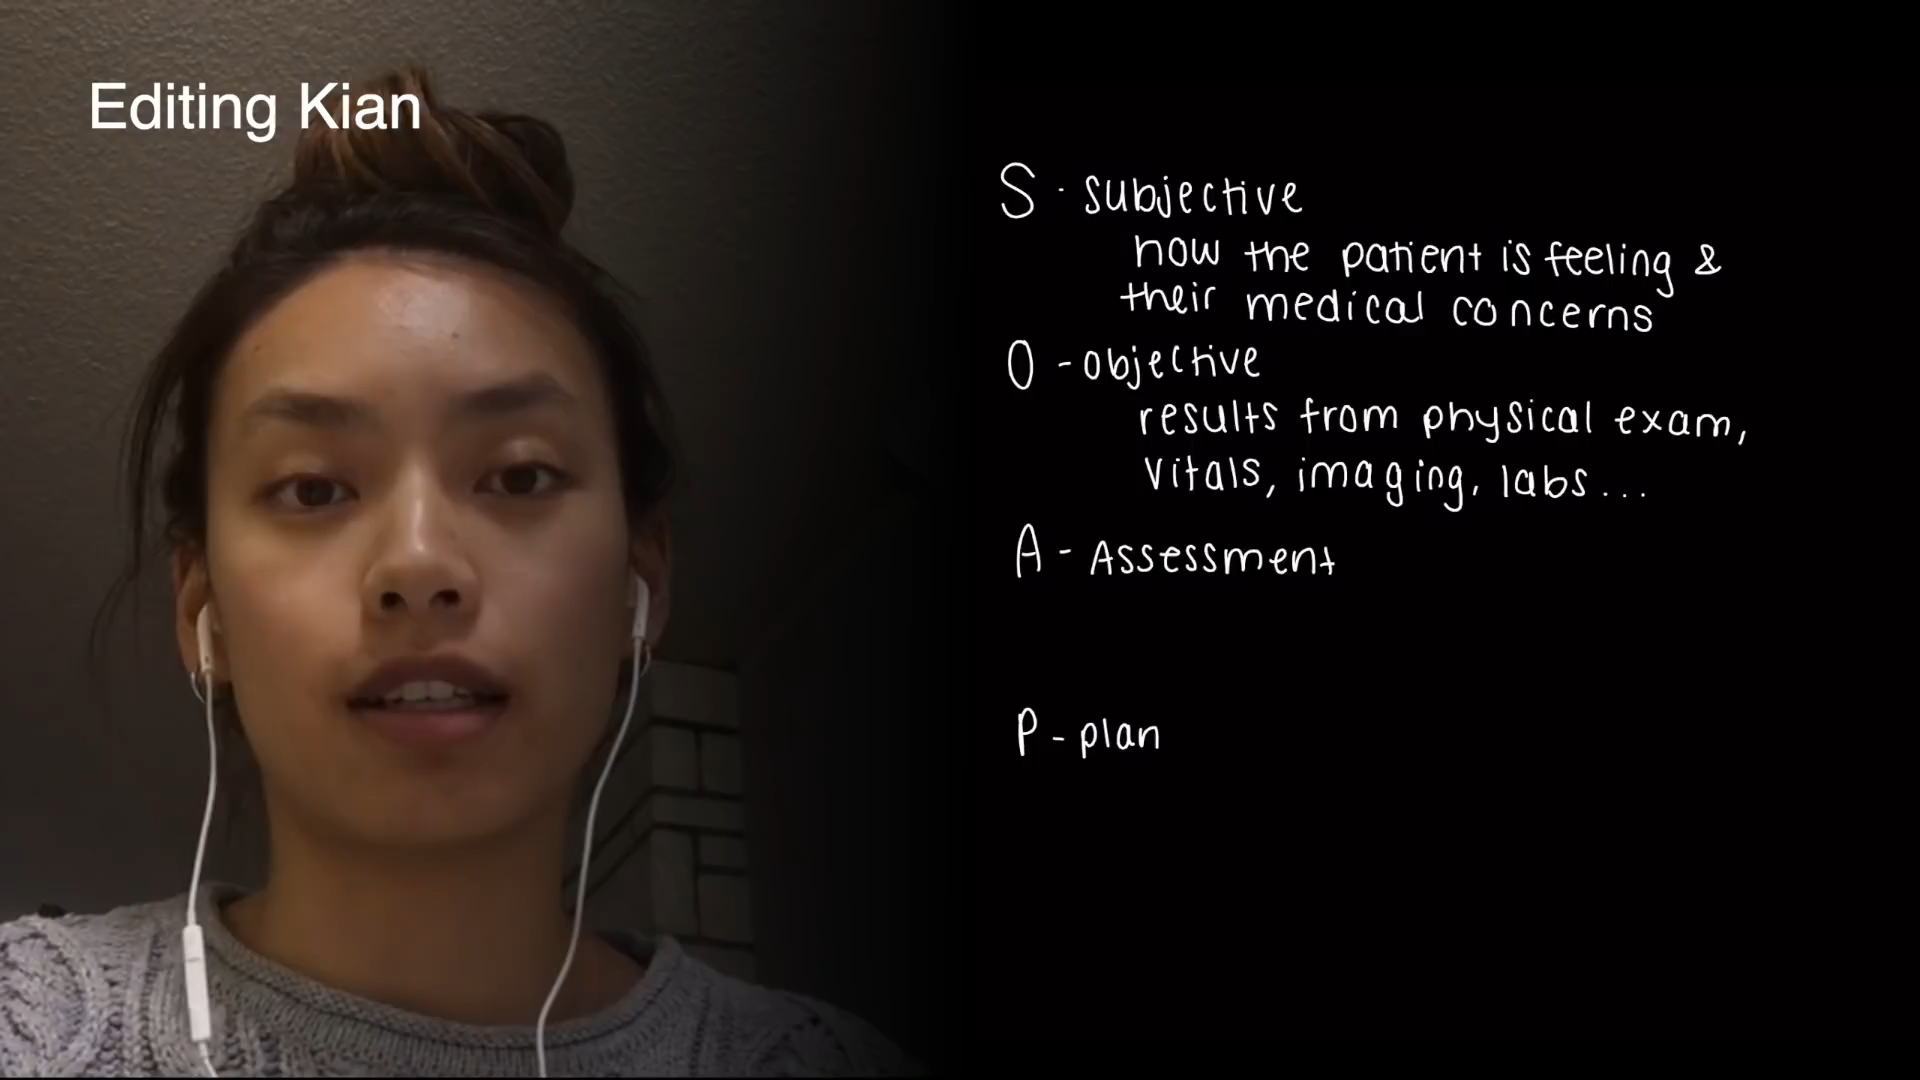 Editing Kian
S - subjective
how the patient is feeling &
their medical concerns
O - objective
results from physical exam,
vitals, imaging, labs...
A - Assessment
P - plan